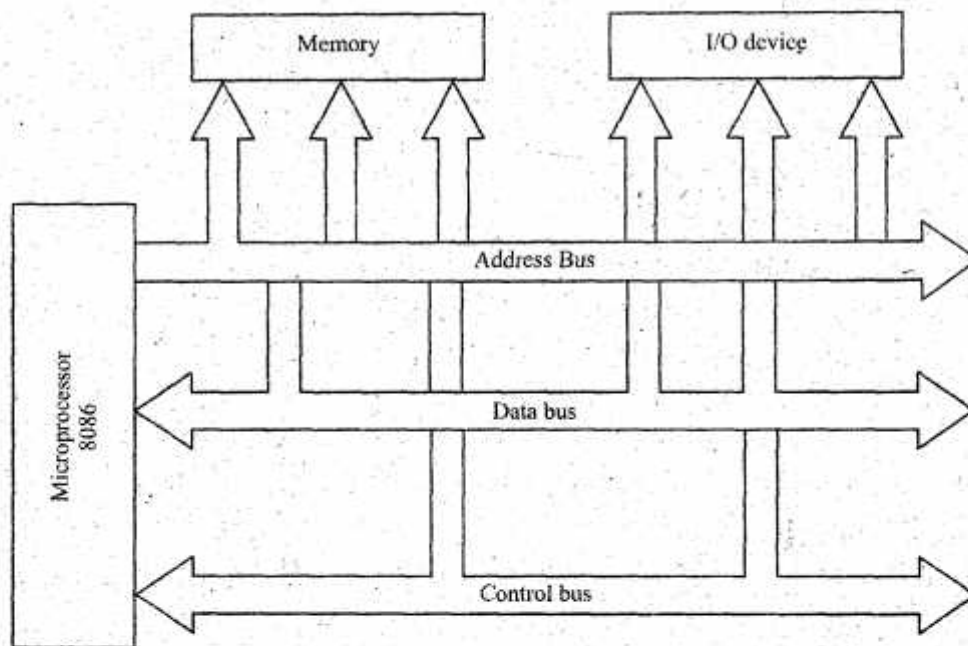 Memory
I/O device
Address Bus
Microprocessor
8086
Data bus
Control bus